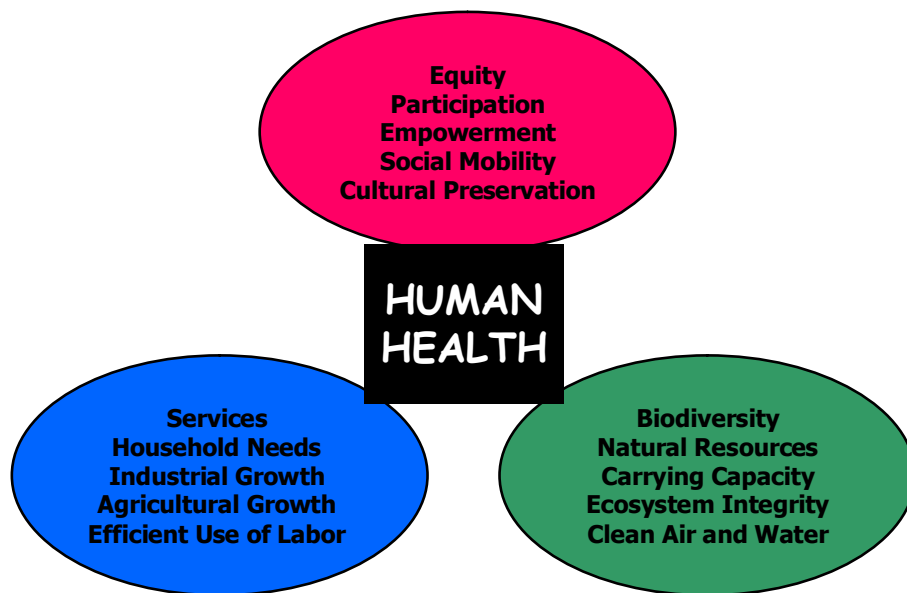 Equity
Participation
Empowerment
Social Mobility
Cultural Preservation
HUMAN
HEALTH
Services
Household Needs
Industrial Growth
Agricultural Growth
Efficient Use of Labor
Biodiversity
Natural Resources
Carrying Capacity
Ecosystem Integrity
Clean Air and Water